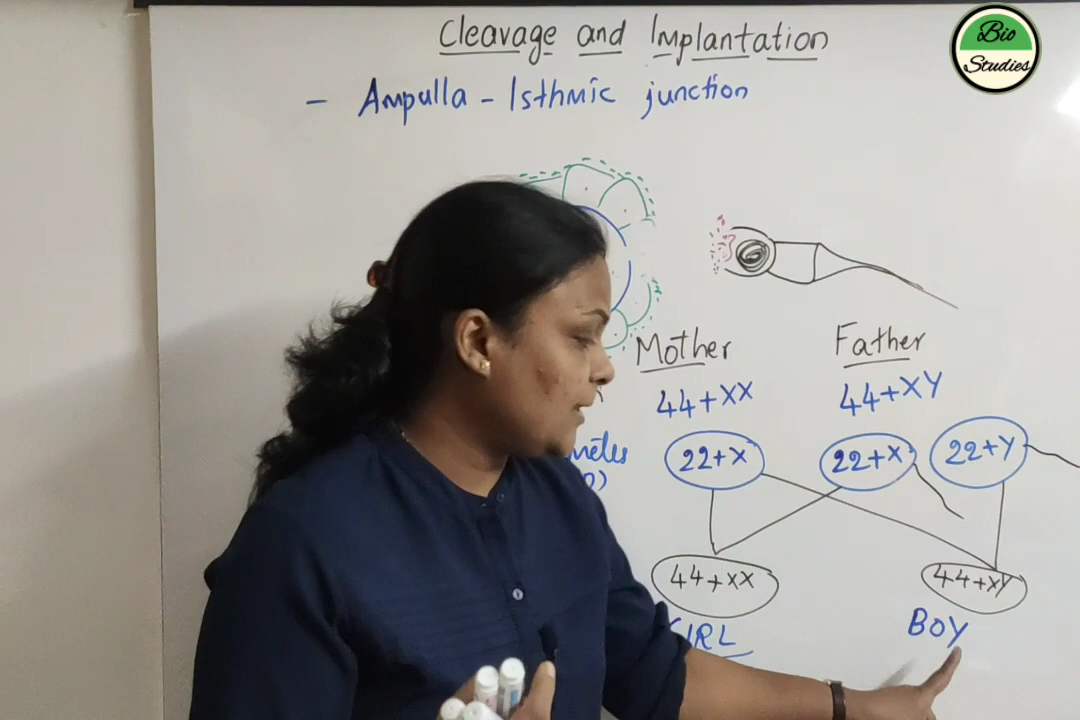 Cleavage and Implantation
Bio
Studies
- Ampulla - Isthmic junction
Mother Father
44+XX 44+XY
22+X 22+X 22+Y
44+XX 44+XY
GIRL BOY